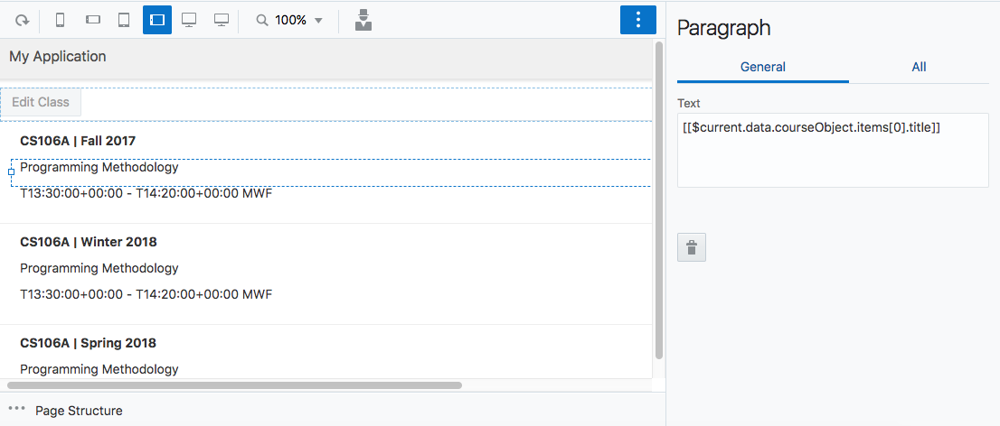 100%
My Application
Edit Class
CS106A | Fall 2017
Programming Methodology
T13:30:00+00:00 - T14:20:00+00:00 MWF
CS106A | Winter 2018
Programming Methodology
T13:30:00+00:00 - T14:20:00+00:00 MWF
CS106A | Spring 2018
Programming Methodology
Page Structure
Paragraph
General All
Text
[[$current.data.courseObject.items[0].title]]